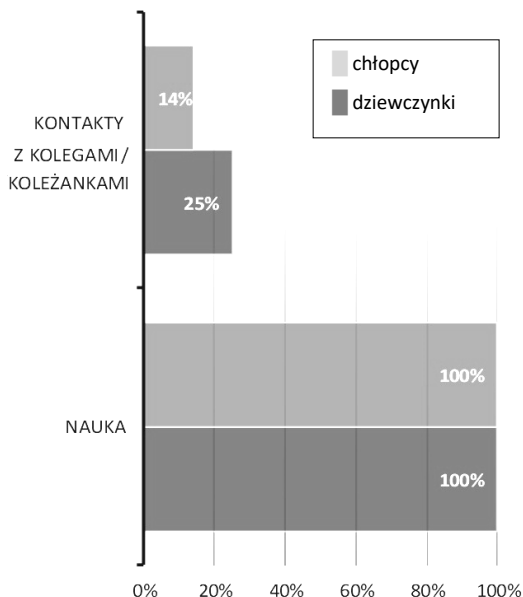 chłopcy
dziewczynki
KONTAKTY
Z KOLEGAMI/
KOLEŻANKAMI
14%
25%
NAUKA
100%
100%
0% 20% 40% 60% 80% 100%